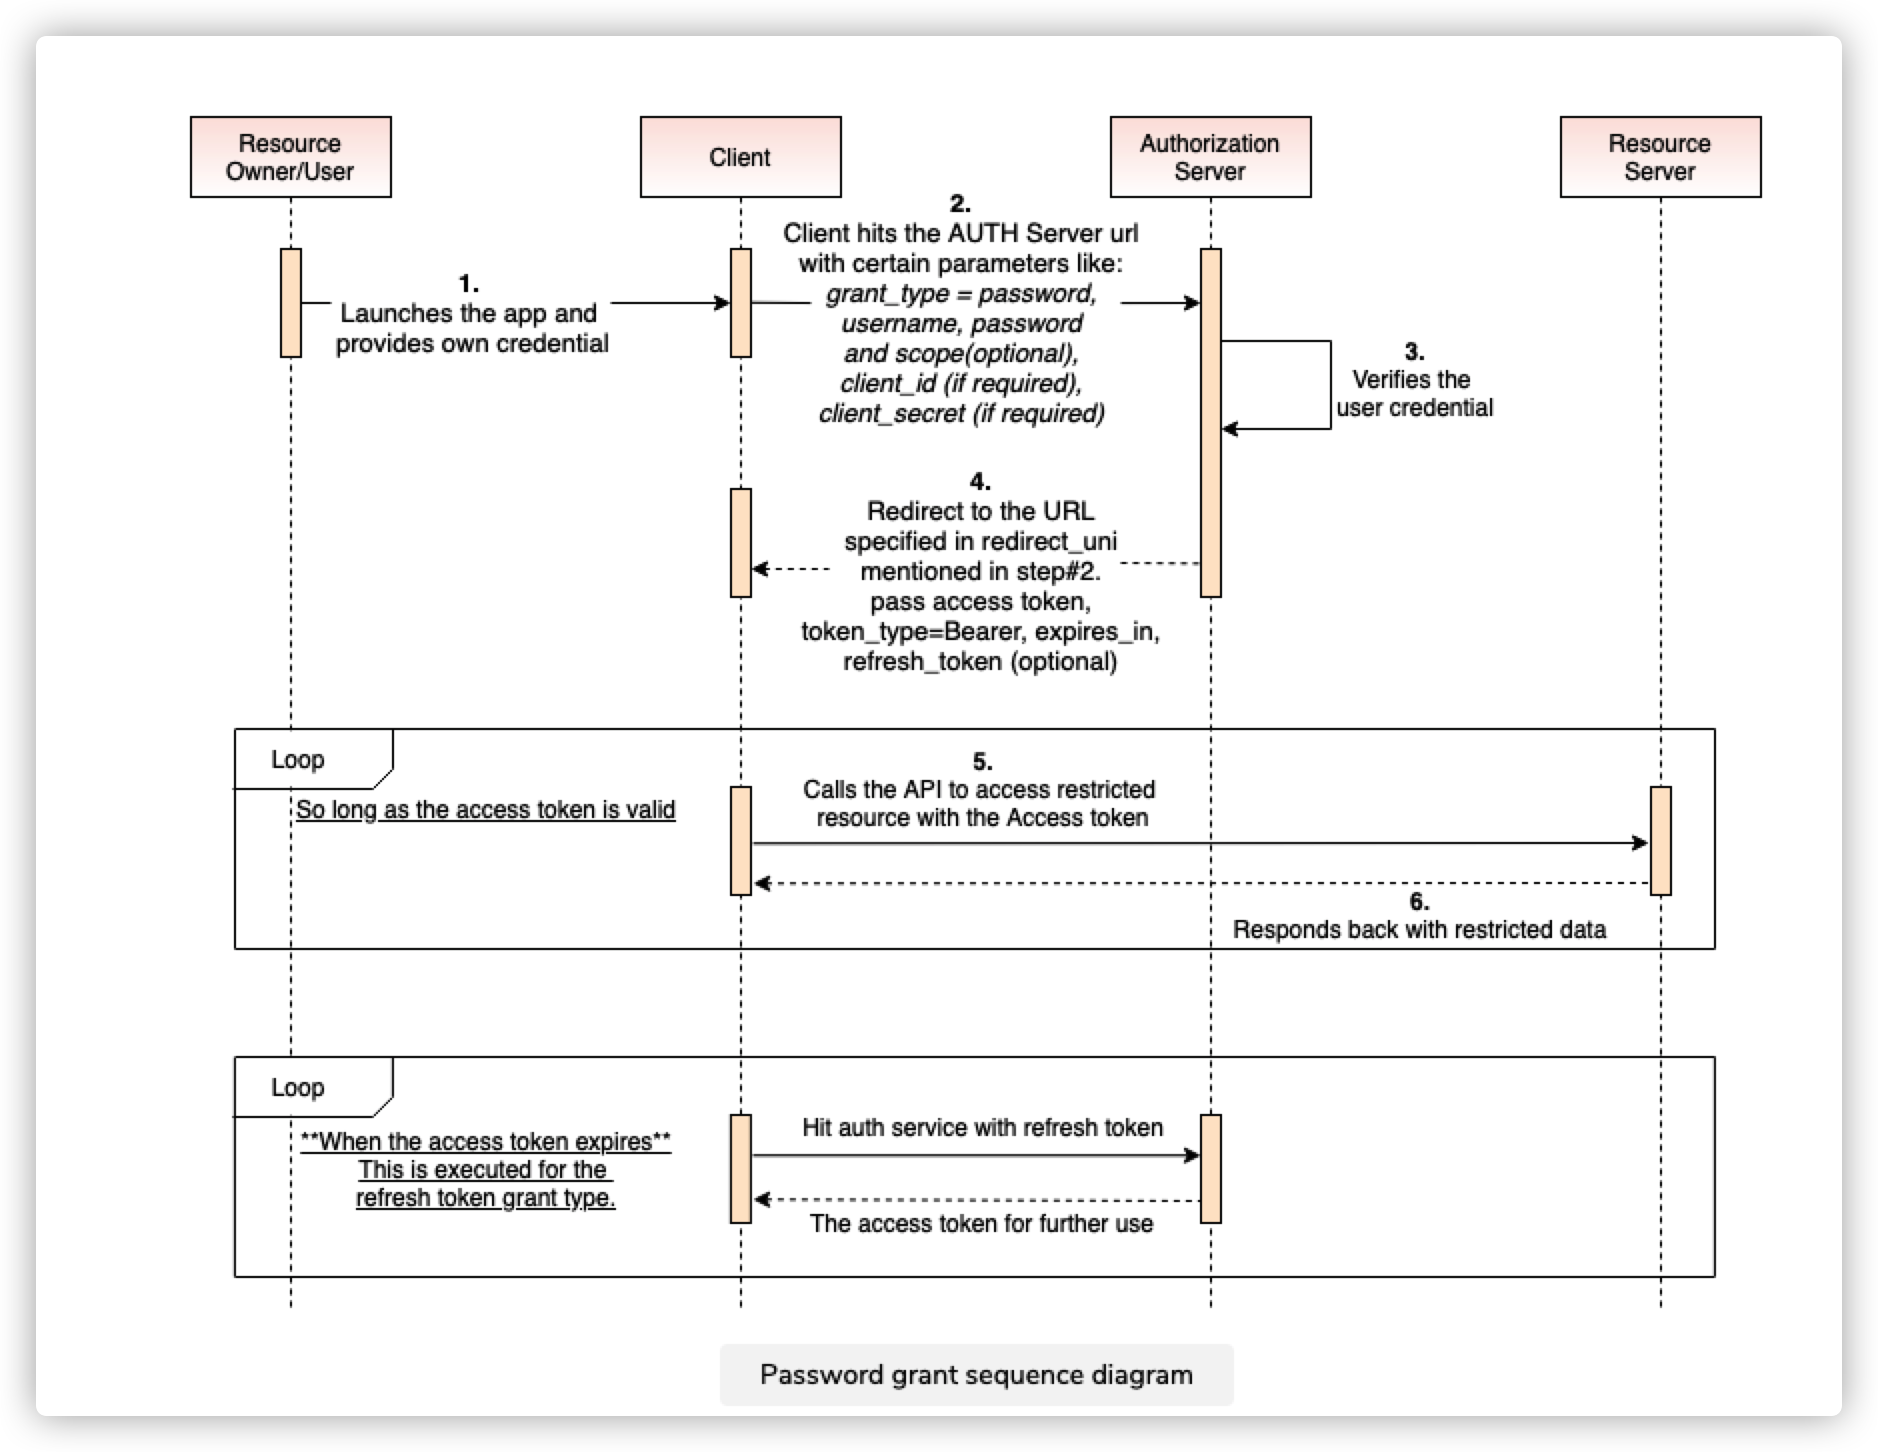 Resource
Owner/User
Client
Authorization
Server
Resource
Server
1.
Launches the app and
provides own credential
2.
Client hits the AUTH Server url
with certain parameters like:
grant_type = password,
username, password
and scope(optional),
client_id (if required),
client_secret (if required)
3.
Verifies the
user credential
4.
Redirect to the URL
specified in redirect_uni
mentioned in step#2.
pass access token,
token_type=Bearer, expires_in,
refresh_token (optional)
Loop
So long as the access token is valid
5.
Calls the API to access restricted
resource with the Access token
6.
Responds back with restricted data
Loop
**When the access token expires**
This is executed for the
refresh token grant type.
Hit auth service with refresh token
The access token for further use
Password grant sequence diagram